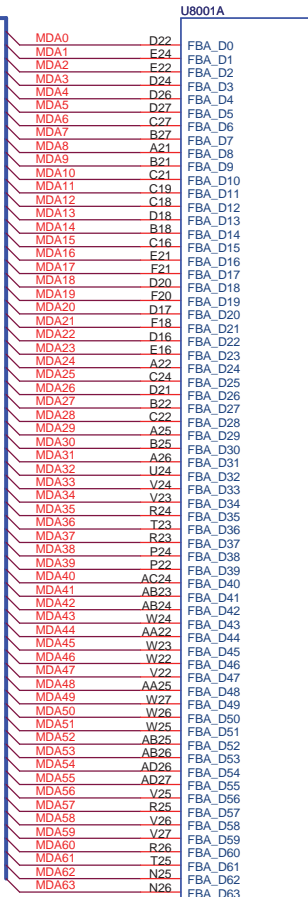 U8001A
MDA0 D22 FBA_D0
MDA1 E24 FBA_D1
MDA2 E22 FBA_D2
MDA3 D24 FBA_D3
MDA4 D26 FBA_D4
MDA5 D27 FBA_D5
MDA6 C27 FBA_D6
MDA7 B27 FBA_D7
MDA8 A21 FBA_D8
MDA9 B21 FBA_D9
MDA10 C21 FBA_D10
MDA11 C19 FBA_D11
MDA12 C18 FBA_D12
MDA13 D18 FBA_D13
MDA14 B18 FBA_D14
MDA15 C16 FBA_D15
MDA16 E21 FBA_D16
MDA17 F21 FBA_D17
MDA18 D20 FBA_D18
MDA19 F20 FBA_D19
MDA20 D17 FBA_D20
MDA21 F18 FBA_D21
MDA22 D16 FBA_D22
MDA23 E16 FBA_D23
MDA24 A22 FBA_D24
MDA25 C24 FBA_D25
MDA26 D21 FBA_D26
MDA27 B22 FBA_D27
MDA28 C22 FBA_D28
MDA29 A25 FBA_D29
MDA30 B25 FBA_D30
MDA31 A26 FBA_D31
MDA32 U24 FBA_D32
MDA33 V24 FBA_D33
MDA34 V23 FBA_D34
MDA35 R24 FBA_D35
MDA36 T23 FBA_D36
MDA37 R23 FBA_D37
MDA38 P24 FBA_D38
MDA39 P22 FBA_D39
MDA40 AC24 FBA_D40
MDA41 AB23 FBA_D41
MDA42 AB24 FBA_D42
MDA43 W24 FBA_D43
MDA44 AA22 FBA_D44
MDA45 W23 FBA_D45
MDA46 W22 FBA_D46
MDA47 V22 FBA_D47
MDA48 AA25 FBA_D48
MDA49 W27 FBA_D49
MDA50 W26 FBA_D50
MDA51 W25 FBA_D51
MDA52 AB25 FBA_D52
MDA53 AB26 FBA_D53
MDA54 AD26 FBA_D54
MDA55 AD27 FBA_D55
MDA56 V25 FBA_D56
MDA57 R25 FBA_D57
MDA58 V26 FBA_D58
MDA59 V27 FBA_D59
MDA60 R26 FBA_D60
MDA61 T25 FBA_D61
MDA62 N25 FBA_D62
MDA63 N26 FBA_D63